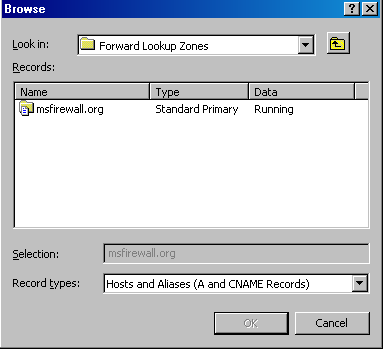 Browse
Look in: Forward Lookup Zones
Records:
Name Type Data
msfirewall.org Standard Primary Running
Selection: msfirewall.org
Record types: Hosts and Aliases (A and CNAME Records)
OK Cancel